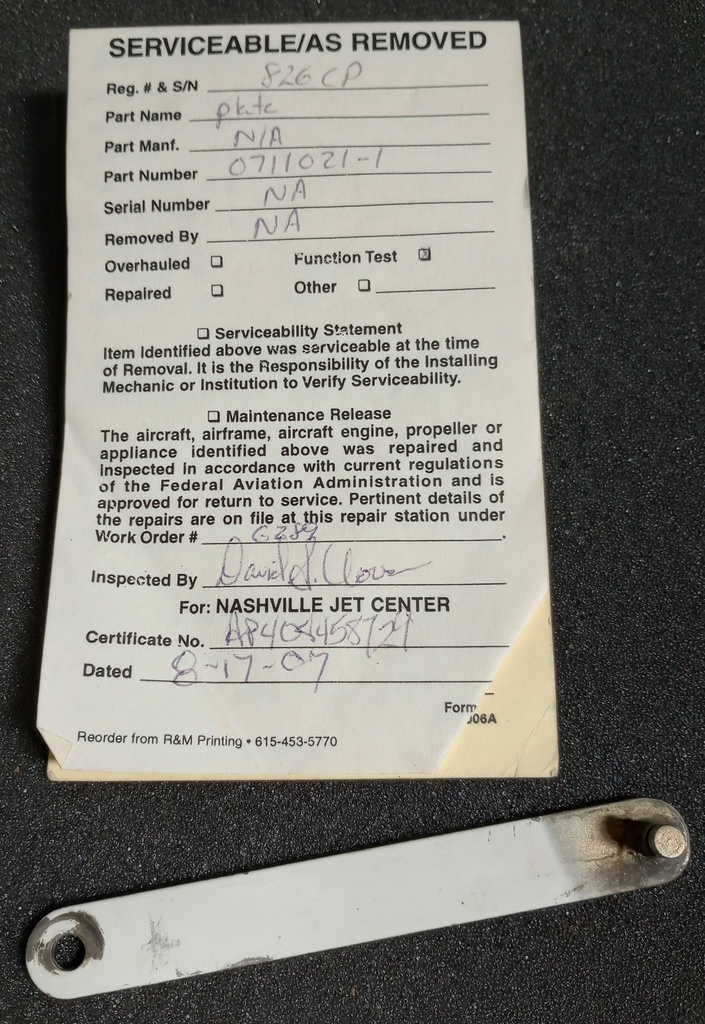 SERVICEABLE/AS REMOVED
Reg. # & S/N 826CP
Part Name plate
Part Manf. N/A
Part Number 0711021-1
Serial Number NA
Removed By NA
Overhauled ☐ Function Test ☒
Repaired ☐ Other ☐
☐ Serviceability Statement
Item identified above was serviceable at the time
of Removal. It is the Responsibility of the Installing
Mechanic or Institution to Verify Serviceability.
☐ Maintenance Release
The aircraft, airframe, aircraft engine, propeller or
appliance identified above was repaired and
inspected in accordance with current regulations
of the Federal Aviation Administration and is
approved for return to service. Pertinent details of
the repairs are on file at this repair station under
Work Order #
Inspected By David
For: NASHVILLE JET CENTER
Certificate No.
Dated 8-17-07
Form
06A
Reorder from R&M Printing • 615-453-5770